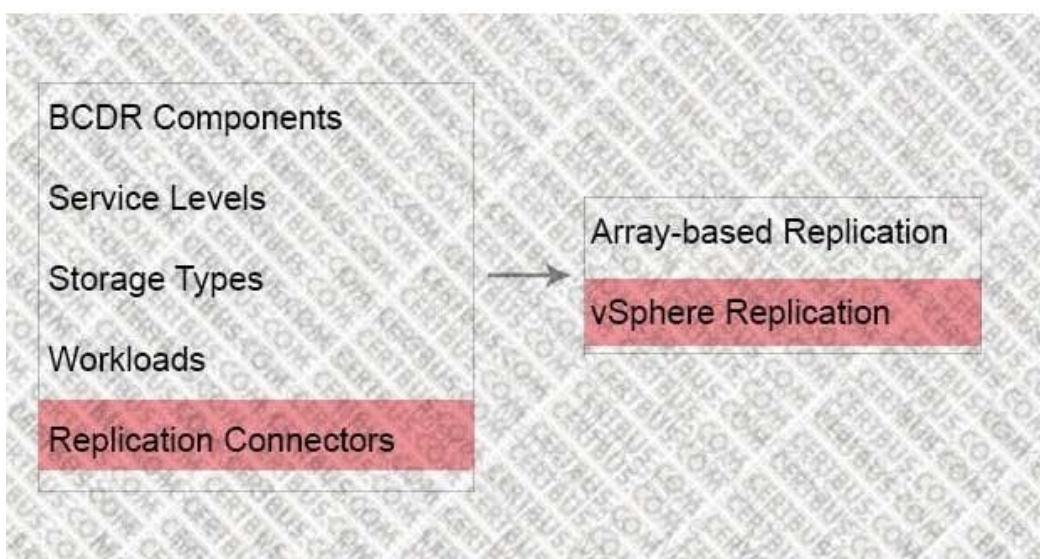 BCDR Components
Service Levels
Storage Types
Workloads
Replication Connectors
Array-based Replication
vSphere Replication